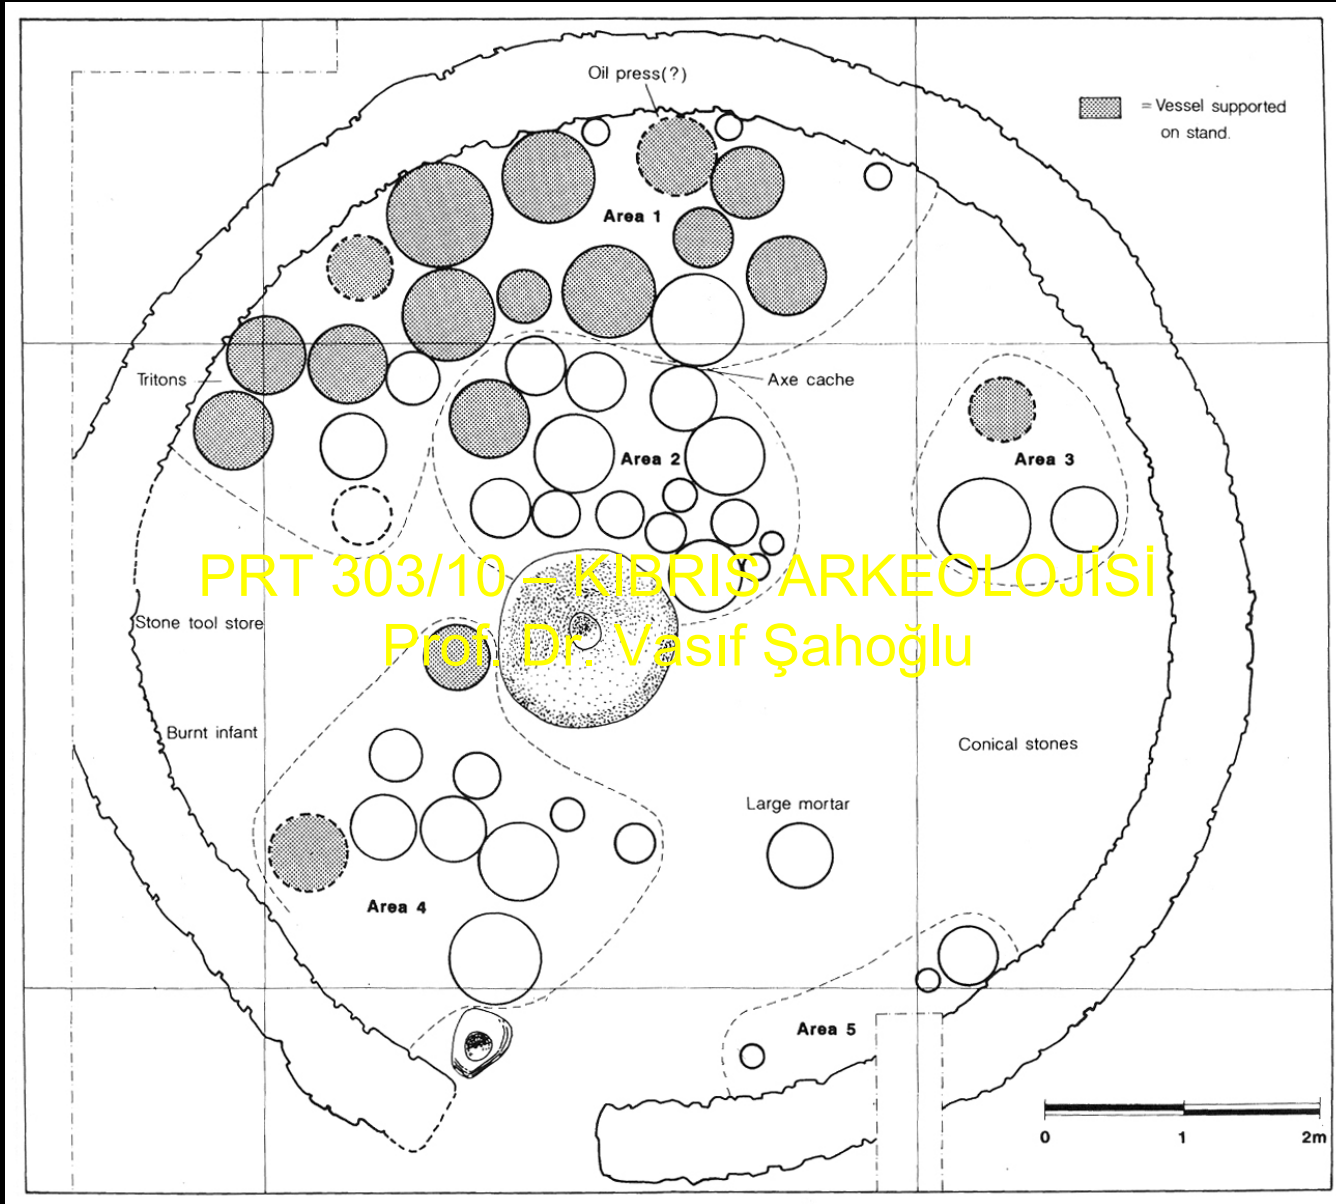 Oil press(?)
= Vessel supported
on stand.
Area 1
Tritons
Axe cache
Area 2
Area 3
PRT 303/10 – KIBRIS ARKEOLOJİSİ
Stone tool store
Prof. Dr. Vasıf Şahoğlu
Burnt infant
Conical stones
Large mortar
Area 4
Area 5
0 1 2m